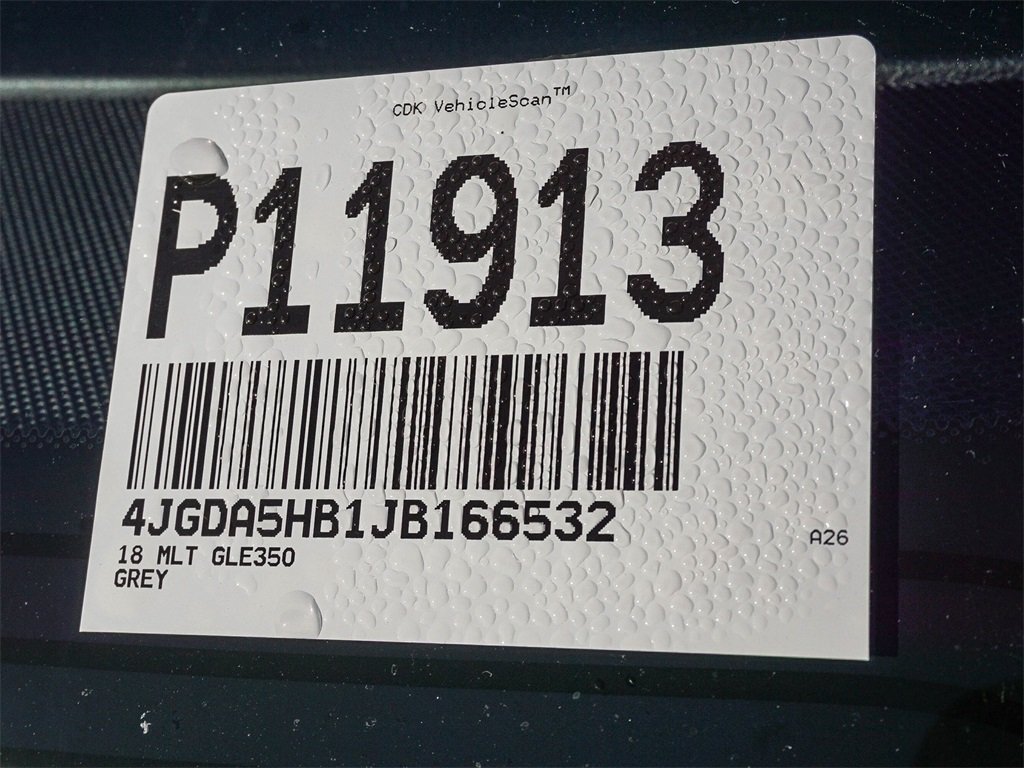 CDK VehicleScan™
P11913
4JGDA5HB1JB166532
18 MLT GLE350
GREY
A26